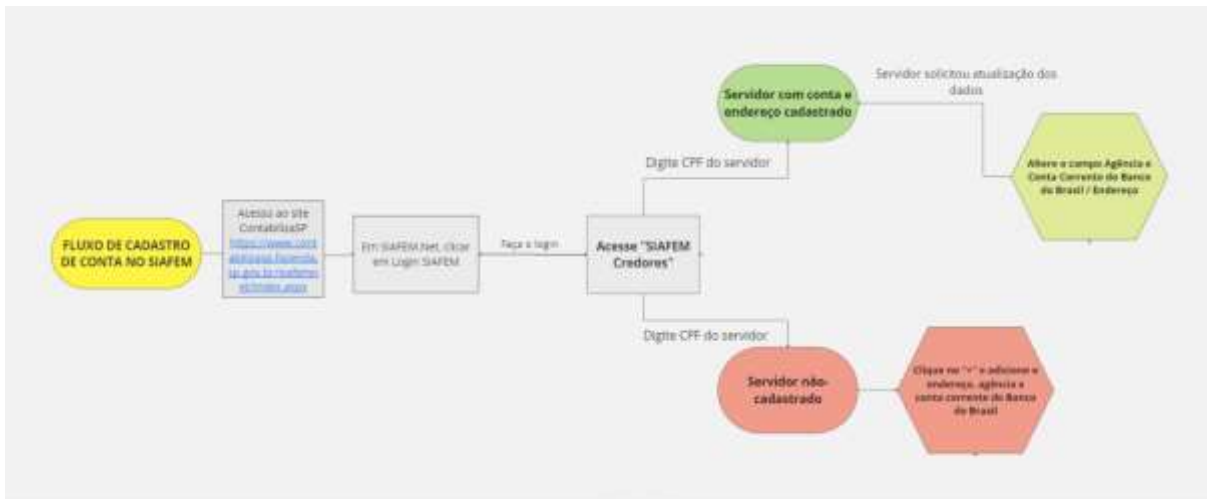 Servidor solicitou atualização dos
dados
Servidor com conta e
endereço cadastrado
Digite CPF do servidor
Altere o campo Agência e
Conta Corrente do Banco
do Brasil / Endereço
Acesso ao site
ContabilizaSP
https://www.cont
FLUXO DE CADASTRO
DE CONTA NO SIAFEM
Em SIAFEM.Net, clicar
em Login SIAFEM
Faça o login
Acesse "SIAFEM
Credores"
Digite CPF do servidor
Servidor não-
cadastrado
Clique no "+" e adicione o
endereço, agência e
conta corrente do Banco
do Brasil